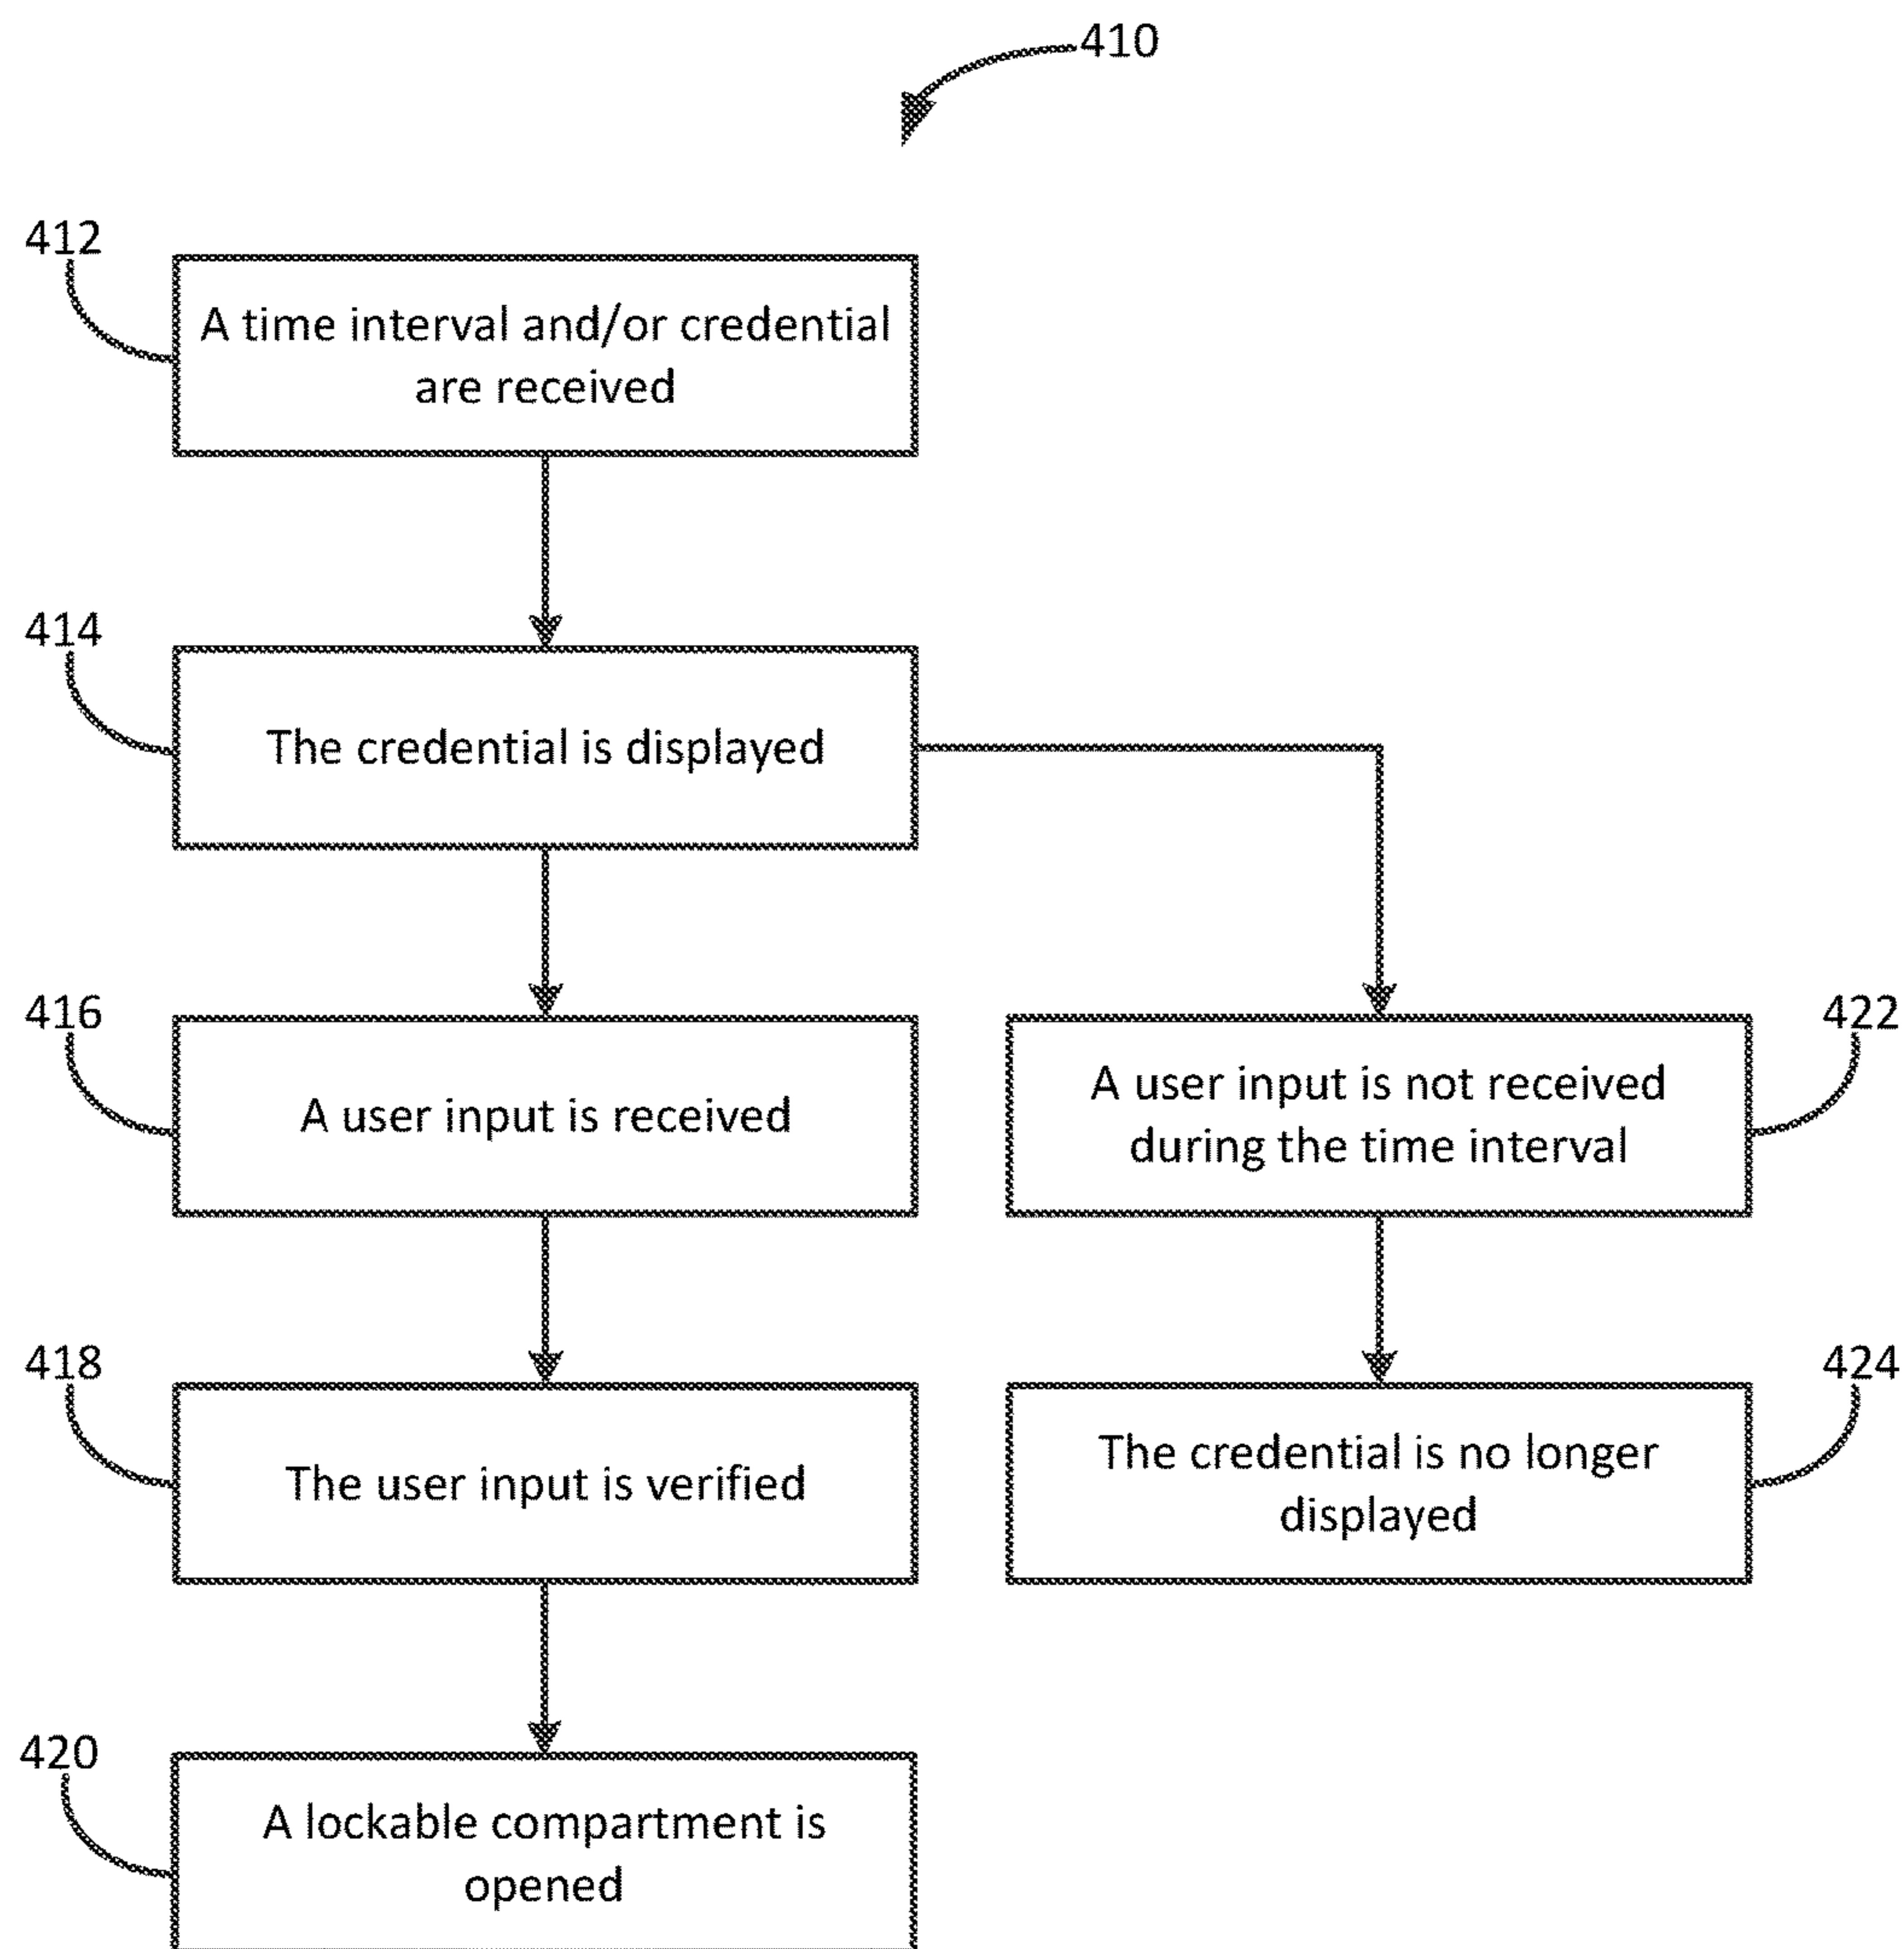 410
412
A time interval and/or credential
are received
414
The credential is displayed
416
A user input is received
422
A user input is not received
during the time interval
418
The user input is verified
424
The credential is no longer
displayed
420
A lockable compartment is
opened